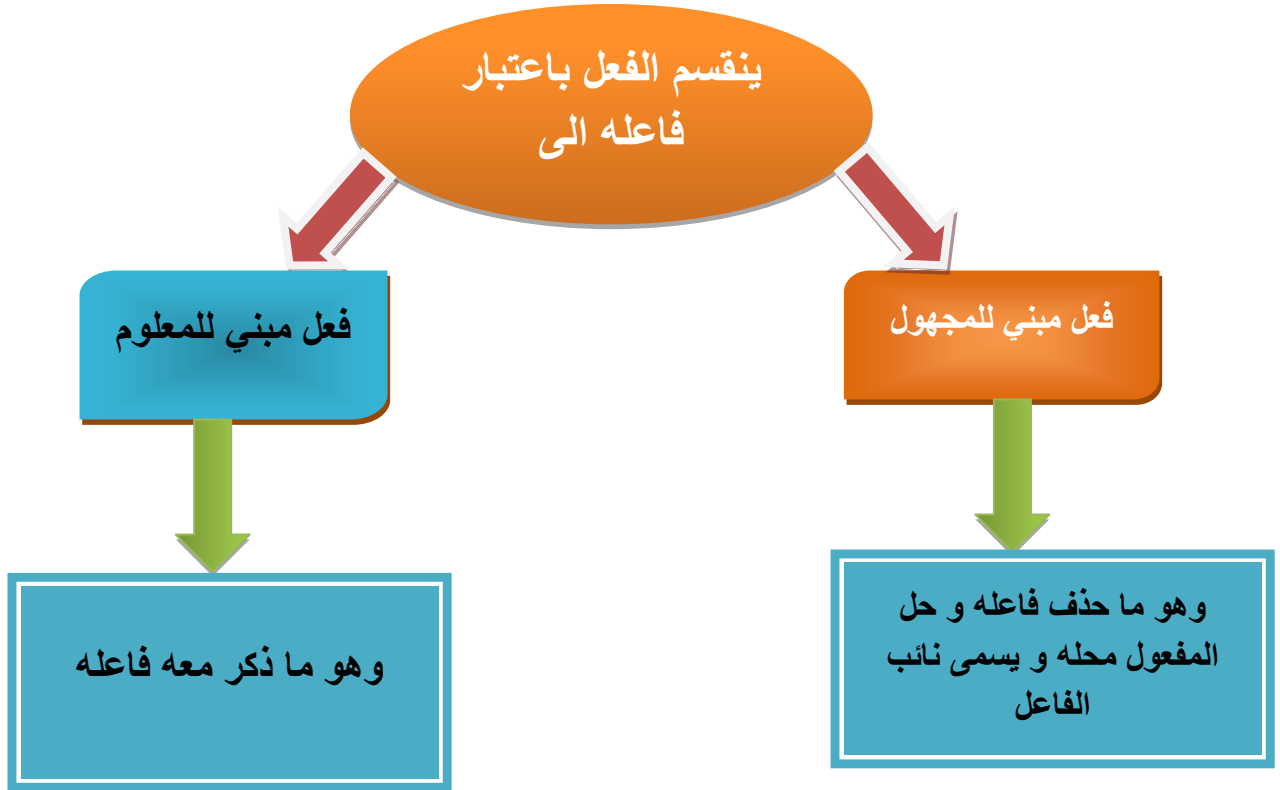 ينقسم الفعل باعتبار
فاعله الى
فعل مبني للمجهول
فعل مبني للمعلوم
وهو ما حذف فاعله و حل
المفعول محله و يسمى نائب
الفاعل
وهو ما ذكر معه فاعله